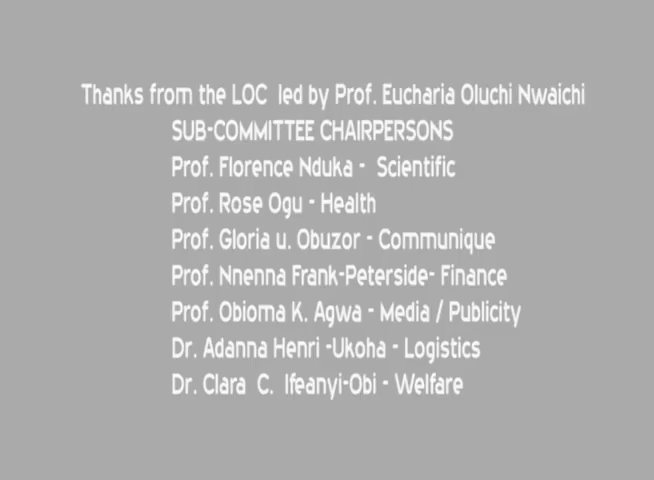 Thanks from the LOC led by Prof. Eucharia Oluchi Nwaichi
SUB-COMMITTEE CHAIRPERSONS
Prof. Florence Nduka - Scientific
Prof. Rose Ogu - Health
Prof. Gloria u. Obuzor - Communique
Prof. Nnenna Frank-Peterside- Finance
Prof. Obioma K. Agwa - Media / Publicity
Dr. Adanna Henri -Ukoha - Logistics
Dr. Clara C. Ifeanyi-Obi - Welfare